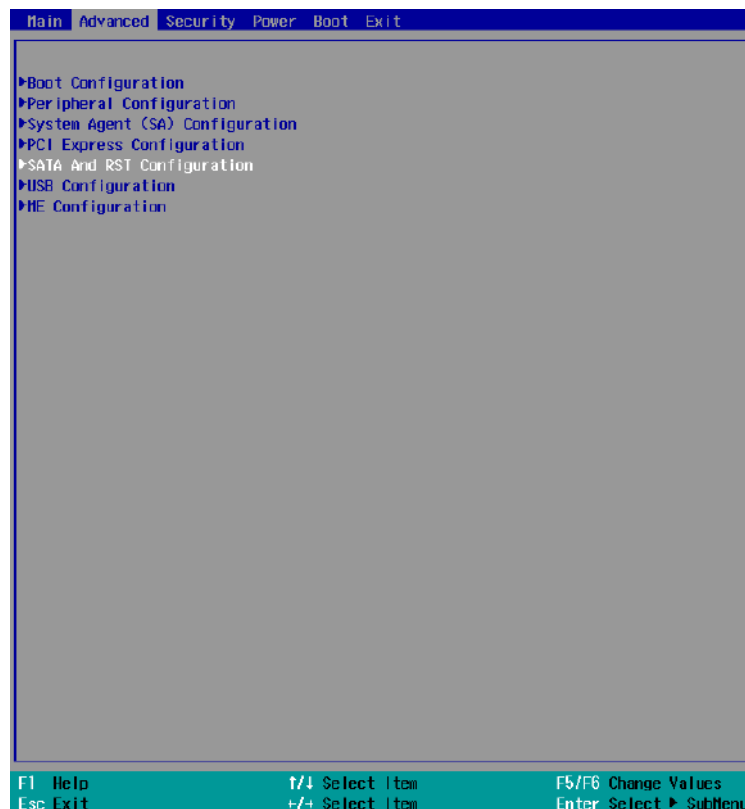 Main Advanced Security Power Boot Exit
▶Boot Configuration
▶Peripheral Configuration
▶System Agent (SA) Configuration
▶PCI Express Configuration
▶SATA And RST Configuration
▶USB Configuration
▶ME Configuration
F1 Help ↑/↓ Select Item F5/F6 Change Values
Esc Exit ←/→ Select Item Enter Select ▶ SubMenu